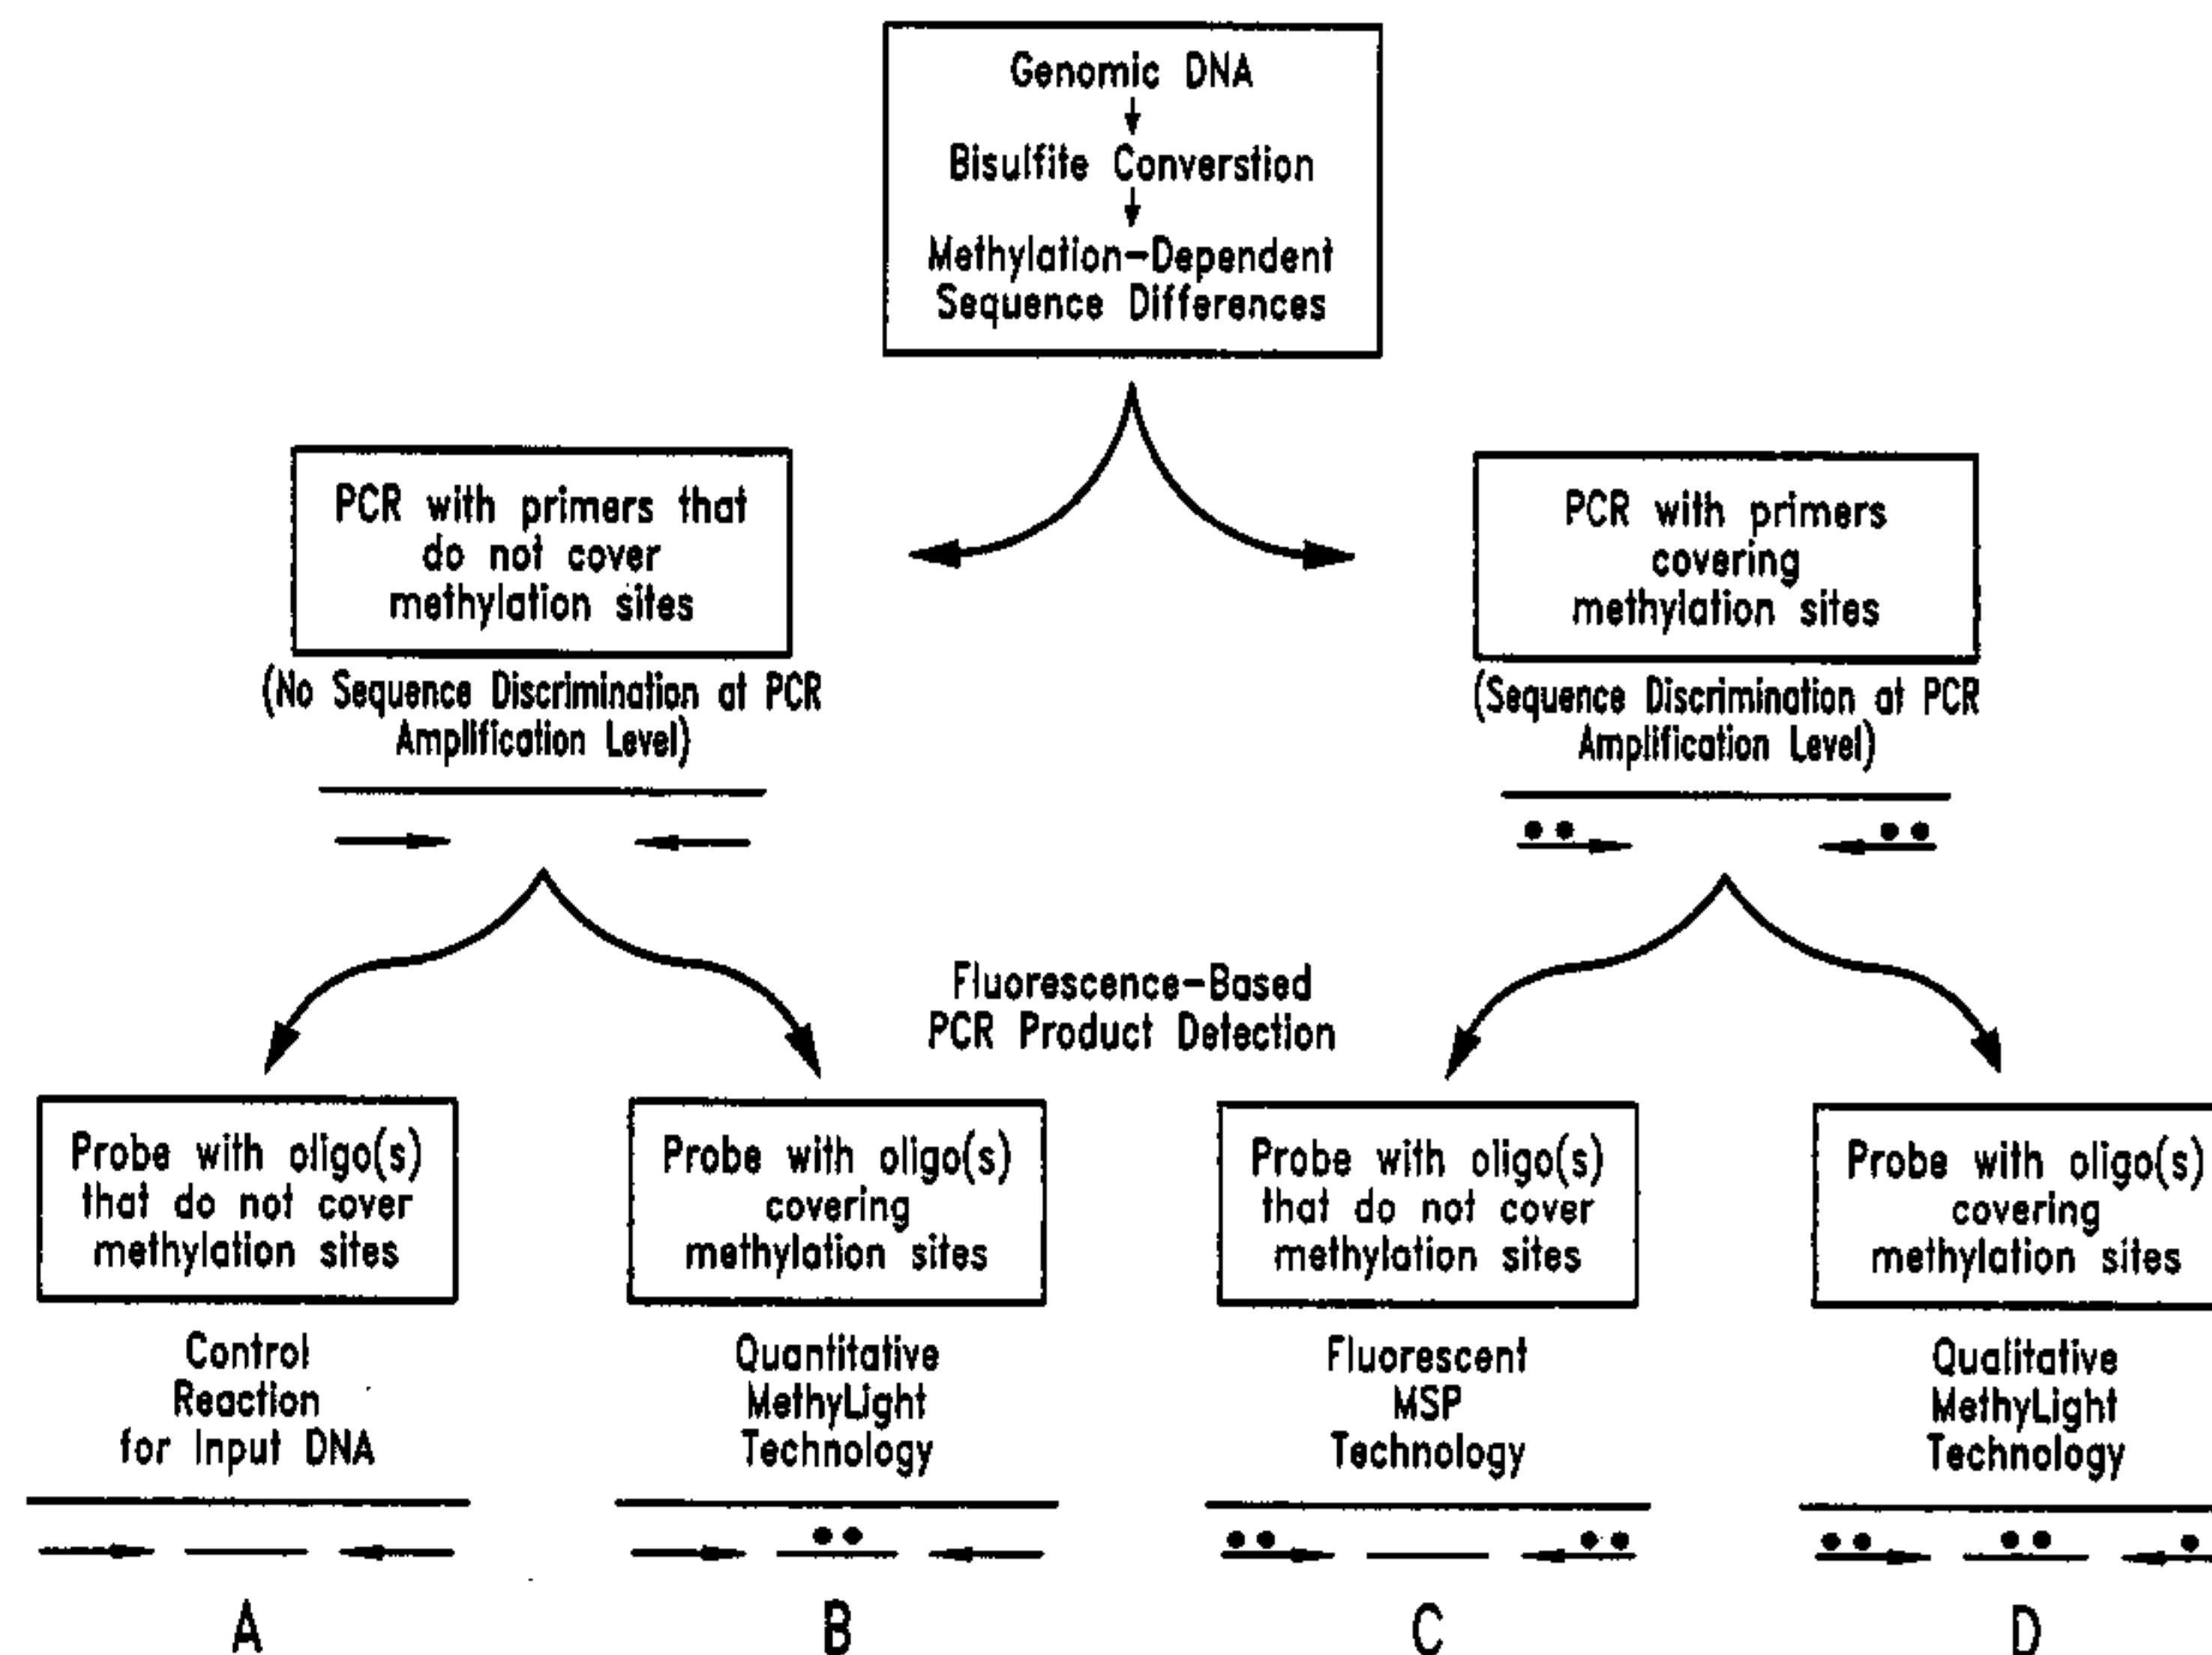 Genomic DNA
Bisulfite Converstion
Methylation-Dependent
Sequence Differences
PCR with primers that
do not cover
methylation sites
(No Sequence Discrimination at PCR
Amplification Level)
PCR with primers
covering
methylation sites
(Sequence Discrimination at PCR
Amplification Level)
Fluorescence-Based
PCR Product Detection
Probe with oligo(s)
that do not cover
methylation sites
Control
Reaction
for Input DNA
A
Probe with oligo(s)
covering
methylation sites
Quantitative
MethyLight
Technology
B
Probe with oligo(s)
that do not cover
methylation sites
Fluorescent
MSP
Technology
C
Probe with oligo(s)
covering
methylation sites
Qualitative
MethyLight
Technology
D